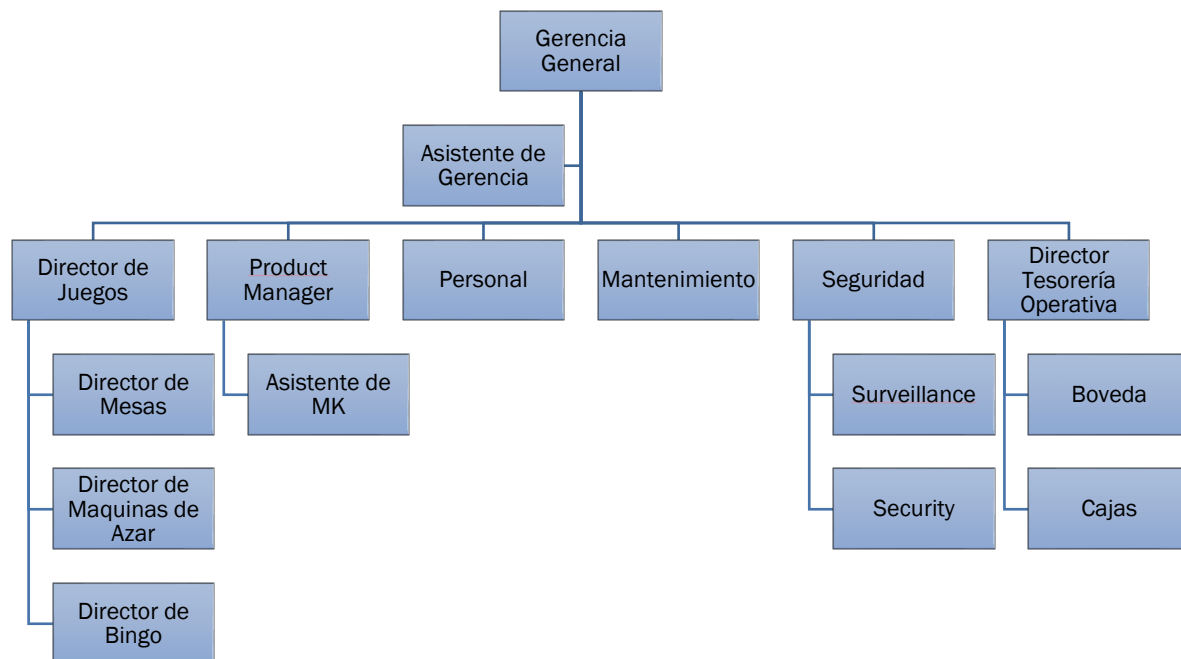 Gerencia
General
Asistente de
Gerencia
Director de
Juegos
Product
Manager
Personal
Mantenimiento
Seguridad
Director
Tesorería
Operativa
Director de
Mesas
Asistente de
MK
Surveillance
Boveda
Director de
Maquinas de
Azar
Security
Cajas
Director de
Bingo